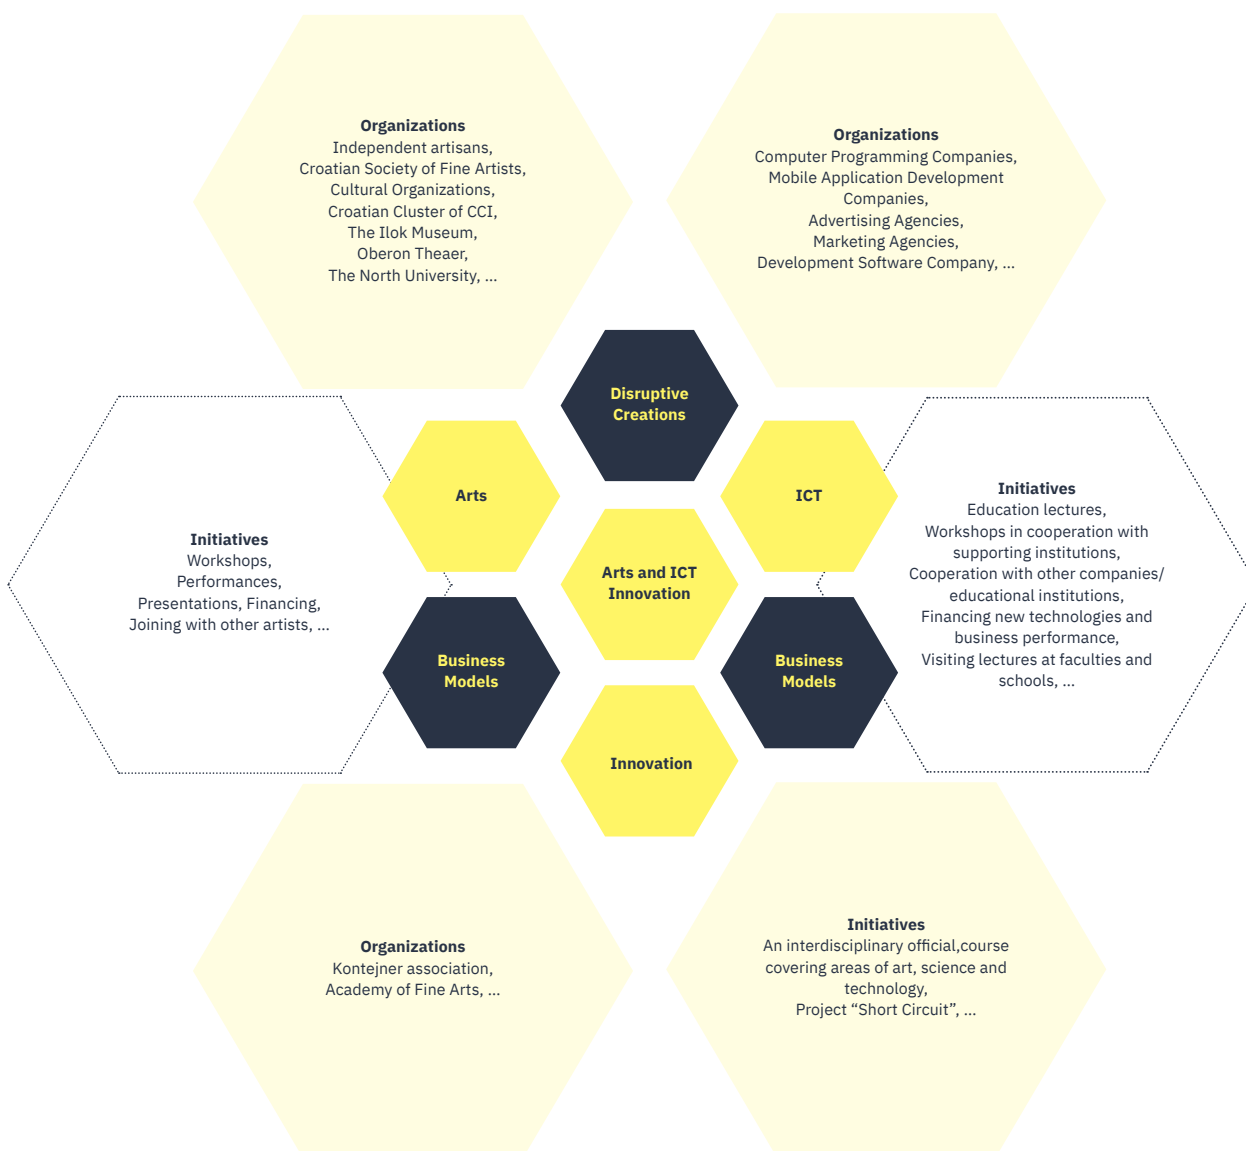 Organizations
Independent artisans,
Croatian Society of Fine Artists,
Cultural Organizations,
Croatian Cluster of CCI,
The Ilok Museum,
Oberon Theaer,
The North University, ...
Organizations
Computer Programming Companies,
Mobile Application Development
Companies,
Advertising Agencies,
Marketing Agencies,
Development Software Company, ...
Disruptive
Creations
Arts
ICT
Initiatives
Workshops,
Performances,
Presentations, Financing,
Joining with other artists, ...
Arts and ICT
Innovation
Initiatives
Education lectures,
Workshops in cooperation with
supporting institutions,
Cooperation with other companies/
educational institutions,
Financing new technologies and
business performance,
Visiting lectures at faculties and
schools, ...
Business
Models
Business
Models
Innovation
Organizations
Kontejner association,
Academy of Fine Arts, ...
Initiatives
An interdisciplinary official,course
covering areas of art, science and
technology,
Project “Short Circuit”, ...